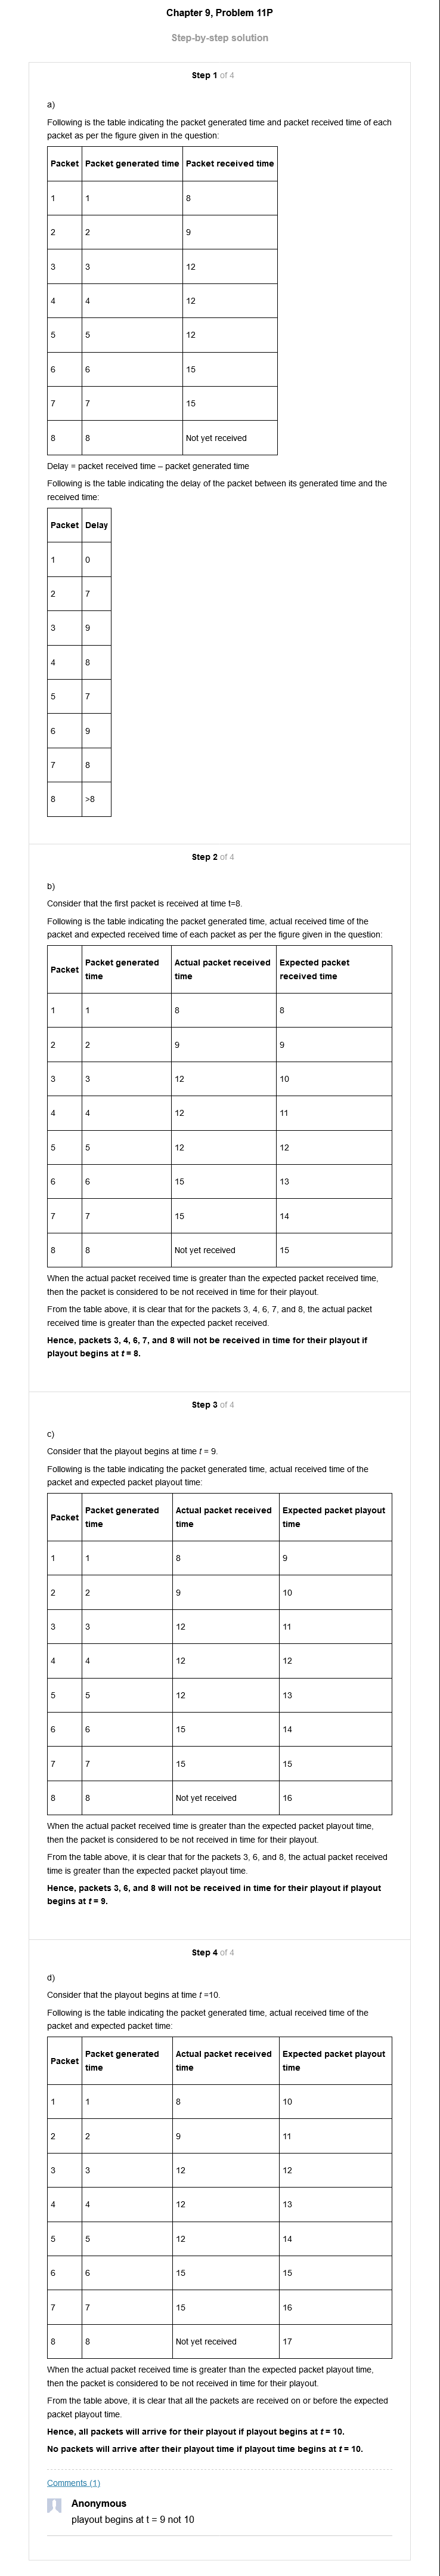 Chapter 9, Problem 11P
Step-by-step solution
Step 1 of 4
a)
Following is the table indicating the packet generated time and packet received time of each
packet as per the figure given in the question:
Packet Packet generated time Packet received time
1 1 8
2 2 9
3 3 12
4 4 12
5 5 12
6 6 15
7 7 15
8 8 Not yet received
Delay = packet received time – packet generated time
Following is the table indicating the delay of the packet between its generated time and the
received time:
Packet Delay
1 0
2 7
3 9
4 8
5 7
6 9
7 8
8 >8
Step 2 of 4
b)
Consider that the first packet is received at time t=8.
Following is the table indicating the packet generated time, actual received time of the
packet and expected received time of each packet as per the figure given in the question:
Packet Packet generated time Actual packet received time Expected packet received time
1 1 8 8
2 2 9 9
3 3 12 10
4 4 12 11
5 5 12 12
6 6 15 13
7 7 15 14
8 8 Not yet received 15
When the actual packet received time is greater than the expected packet received time,
then the packet is considered to be not received in time for their playout.
From the table above, it is clear that for the packets 3, 4, 6, 7, and 8, the actual packet
received time is greater than the expected packet received.
Hence, packets 3, 4, 6, 7, and 8 will not be received in time for their playout if
playout begins at t = 8.
Step 3 of 4
c)
Consider that the playout begins at time t = 9.
Following is the table indicating the packet generated time, actual received time of the
packet and expected packet playout time:
Packet Packet generated time Actual packet received time Expected packet playout time
1 1 8 9
2 2 9 10
3 3 12 11
4 4 12 12
5 5 12 13
6 6 15 14
7 7 15 15
8 8 Not yet received 16
When the actual packet received time is greater than the expected packet playout time,
then the packet is considered to be not received in time for their playout.
From the table above, it is clear that for the packets 3, 6, and 8, the actual packet received
time is greater than the expected packet playout time.
Hence, packets 3, 6, and 8 will not be received in time for their playout if playout
begins at t = 9.
Step 4 of 4
d)
Consider that the playout begins at time t =10.
Following is the table indicating the packet generated time, actual received time of the
packet and expected packet time:
Packet Packet generated time Actual packet received time Expected packet playout time
1 1 8 10
2 2 9 11
3 3 12 12
4 4 12 13
5 5 12 14
6 6 15 15
7 7 15 16
8 8 Not yet received 17
When the actual packet received time is greater than the expected packet playout time,
then the packet is considered to be not received in time for their playout.
From the table above, it is clear that all the packets are received on or before the expected
packet playout time.
Hence, all packets will arrive for their playout if playout begins at t = 10.
No packets will arrive after their playout time if playout time begins at t = 10.
Comments (1)
Anonymous
playout begins at t = 9 not 10